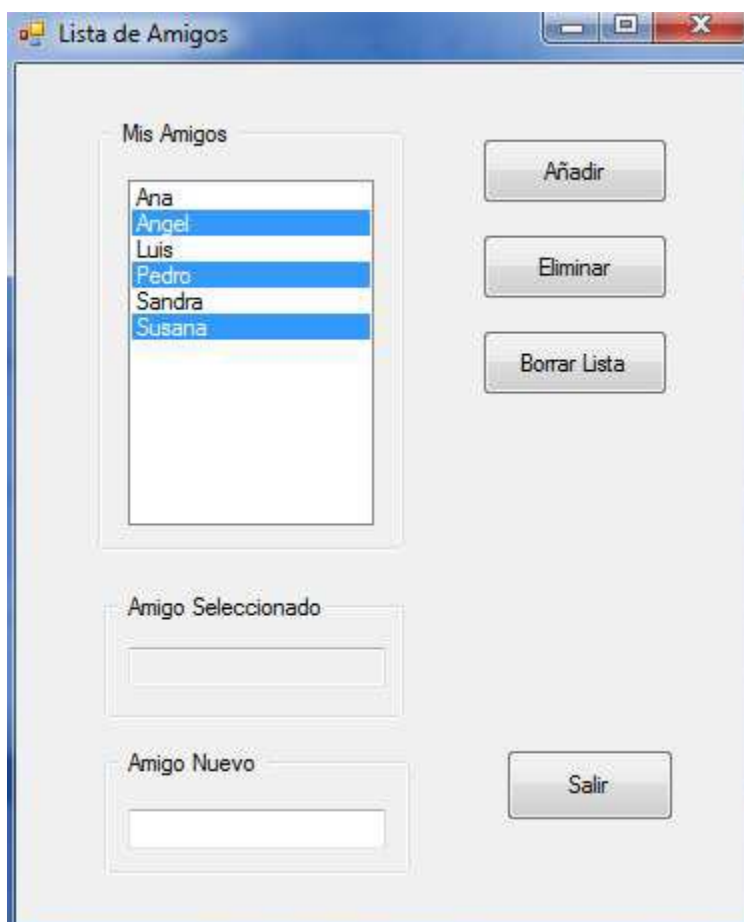 Lista de Amigos
Mis Amigos
Ana
Angel
Luis
Pedro
Sandra
Susana
Añadir
Eliminar
Borrar Lista
Amigo Seleccionado
Amigo Nuevo
Salir